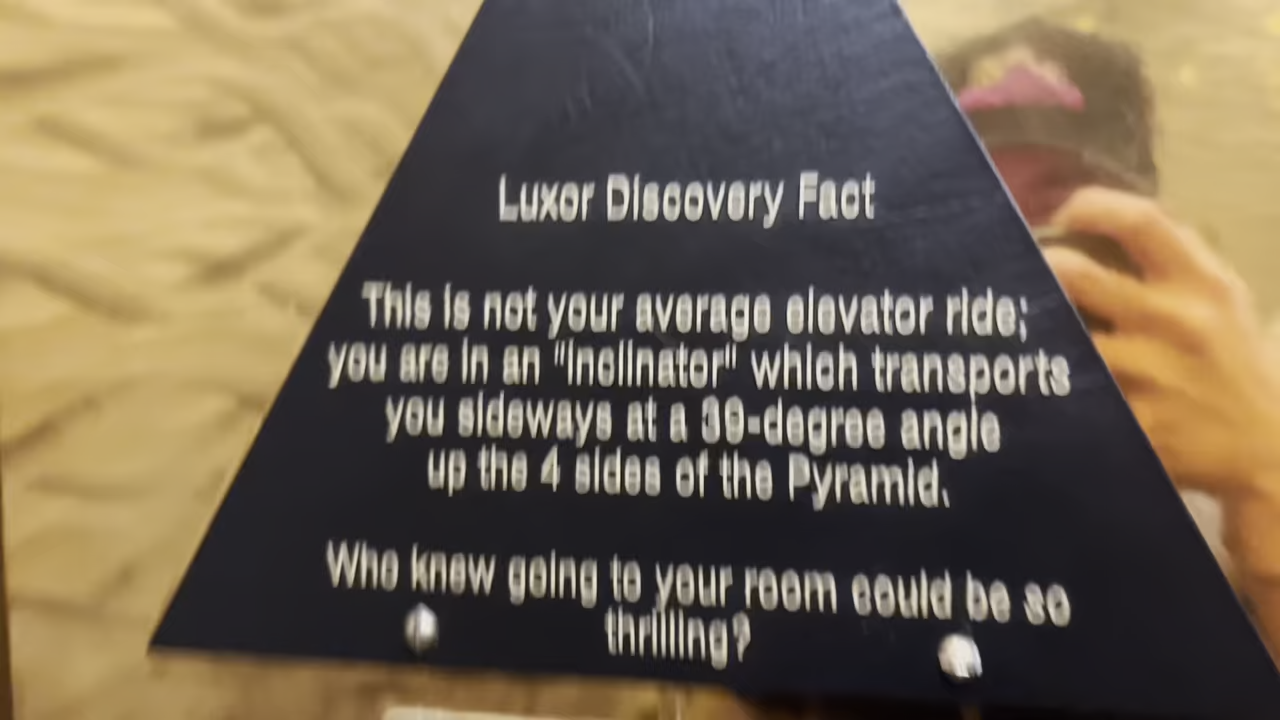 Luxor Discovery Fact
This is not your average elevator ride;
you are in an "inclinator" which transports
you sideways at a 39-degree angle
up the 4 sides of the Pyramid.
Who knew going to your room could be so
thrilling?